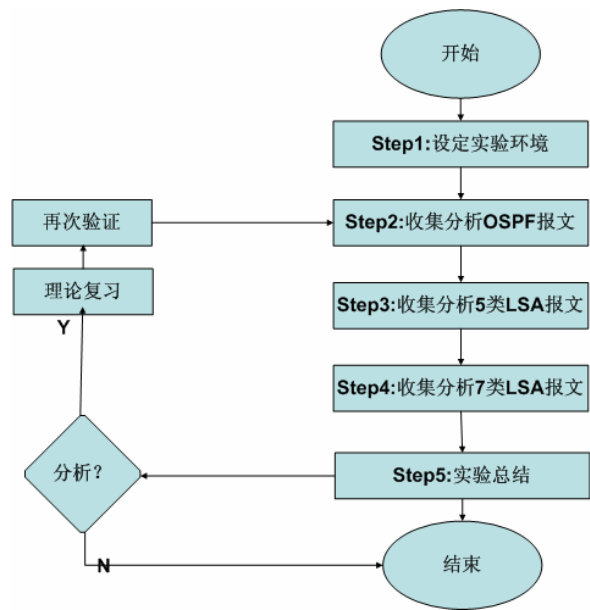 开始
Step1:设定实验环境
再次验证
Step2:收集分析OSPF报文
理论复习
Step3:收集分析5类LSA报文
Y
Step4:收集分析7类LSA报文
分析？
Step5:实验总结
N
结束